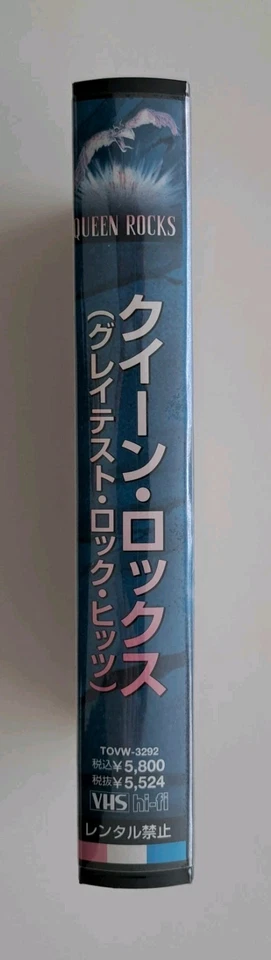 QUEEN ROCKS
クイーン・ロックス
(グレイテスト・ロック・ヒッツ)
TOVW-3292
税込¥5,800
税抜¥5,524
VHS hi-fi
レンタル禁止